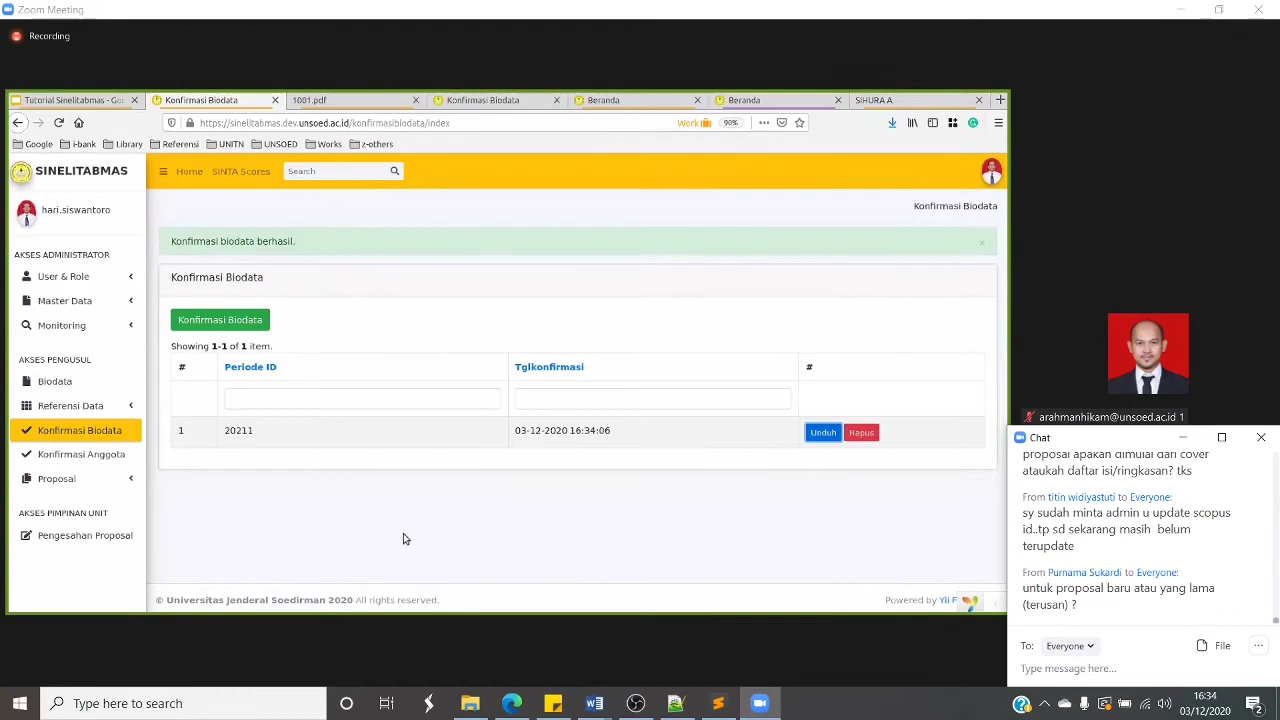 Zoom Meeting
Recording
Tutorial Sinelitabmas - Go
Konfirmasi Biodata
1001.pdf
Konfirmasi Biodata
Beranda
Beranda
SIHURA A
https://sinelitabmas.dev.unsoed.ac.id/konfirmasibiodata/index
Work
90%
Google
i-bank
Library
Referensi
UNITN
UNSOED
Works
z-others
SINELITABMAS
Home
SINTA Scores
Search
hari.siswantoro
Konfirmasi Biodata
Konfirmasi biodata berhasil.
×
AKSES ADMINISTRATOR
User & Role
Master Data
Monitoring
AKSES PENGUSUL
Biodata
Referensi Data
Konfirmasi Biodata
Konfirmasi Anggota
Proposal
AKSES PIMPINAN UNIT
Pengesahan Proposal
Konfirmasi Biodata
Konfirmasi Biodata
Showing 1-1 of 1 item.
# Periode ID Tglkonfirmasi #
1 20211 03-12-2020 16:34:06 Unduh Hapus
© Universitas Jenderal Soedirman 2020 All rights reserved.
Powered by Yii F
arahmanhikam@unsoed.ac.id 1
Chat
proposal apakan dimulai dari cover
ataukah daftar isi/ringkasan? tks
From titin widiyastuti to Everyone:
sy sudah minta admin u update scopus
id..tp sd sekarang masih belum
terupdate
From Purnama Sukardi to Everyone:
untuk proposal baru atau yang lama
(terusan) ?
To: Everyone
File
Type message here...
Type here to search
16:34
03/12/2020
2